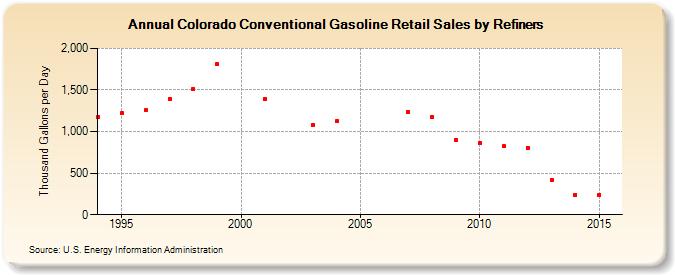 Annual Colorado Conventional Gasoline Retail Sales by Refiners
Thousand Gallons per Day
2,000
1,500
1,000
500
0
1995 2000 2005 2010 2015
Source: U.S. Energy Information Administration